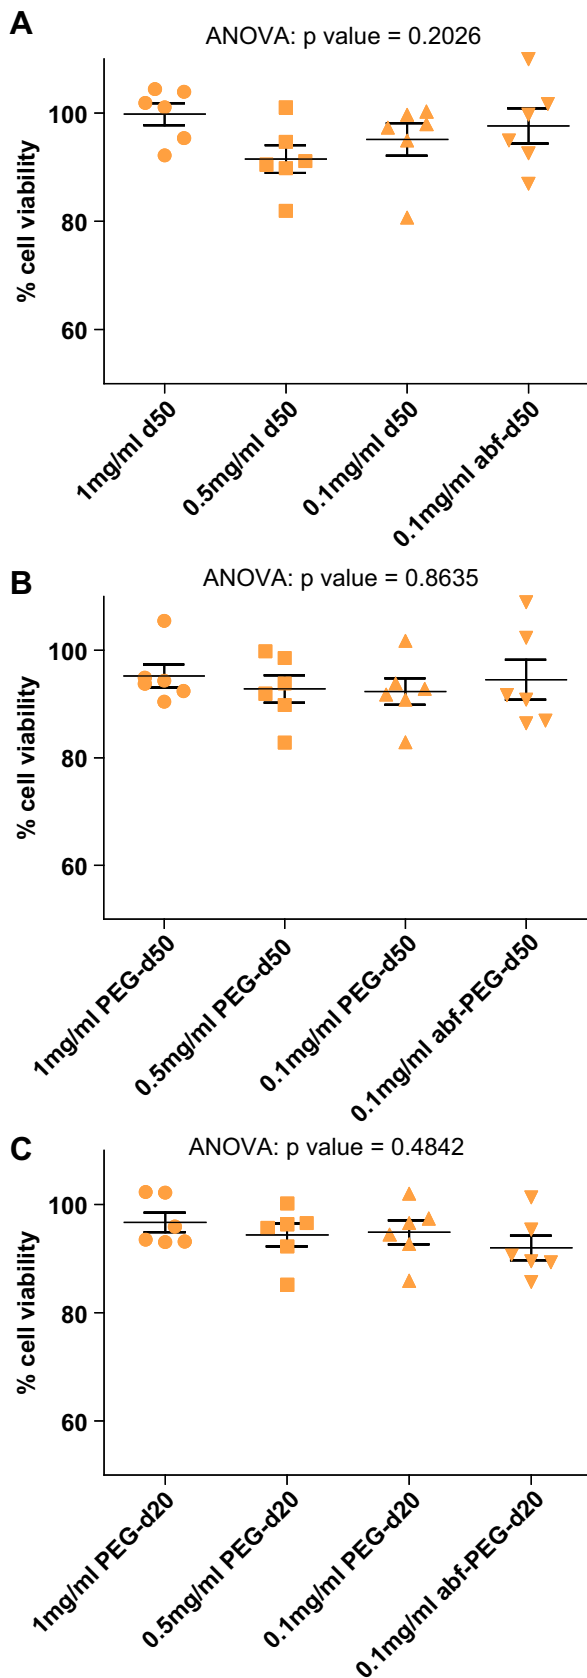 A
ANOVA: p value = 0.2026
% cell viability
100
80
60
1mg/ml d50
0.5mg/ml d50
0.1mg/ml d50
0.1mg/ml abf-d50
B
ANOVA: p value = 0.8635
% cell viability
100
80
60
1mg/ml PEG-d50
0.5mg/ml PEG-d50
0.1mg/ml PEG-d50
0.1mg/ml abf-PEG-d50
C
ANOVA: p value = 0.4842
% cell viability
100
80
60
1mg/ml PEG-d20
0.5mg/ml PEG-d20
0.1mg/ml PEG-d20
0.1mg/ml abf-PEG-d20